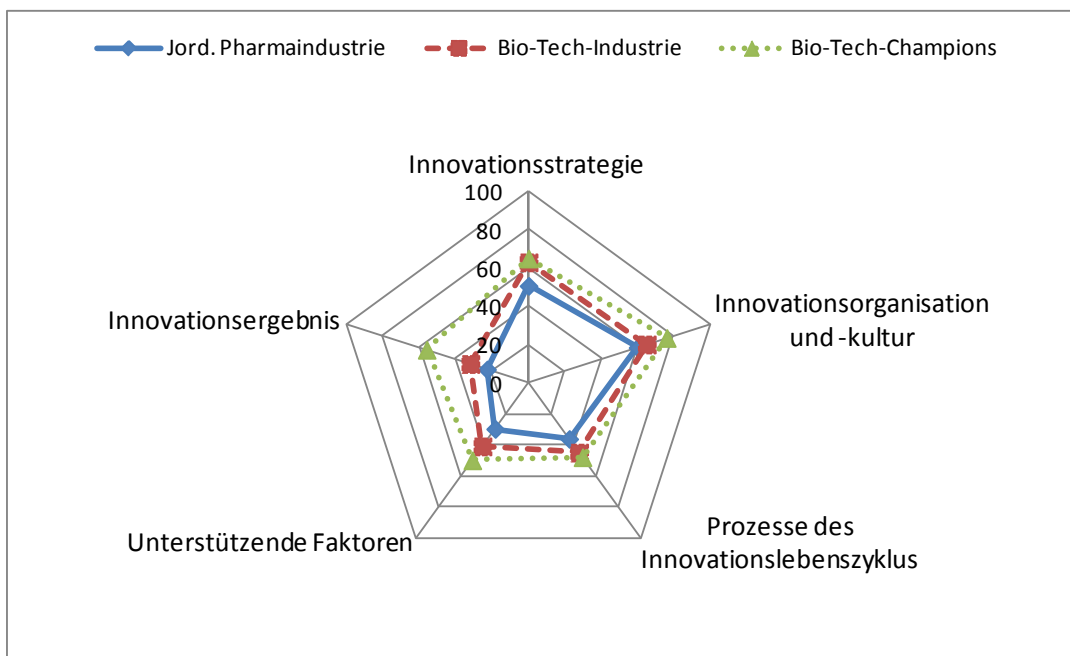 Jord. Pharmaindustrie
Bio-Tech-Industrie
Bio-Tech-Champions
Innovationsstrategie
100
80
60
40
20
0
Innovationsorganisation
und -kultur
Prozesse des
Innovationslebenszyklus
Unterstützende Faktoren
Innovationsergebnis